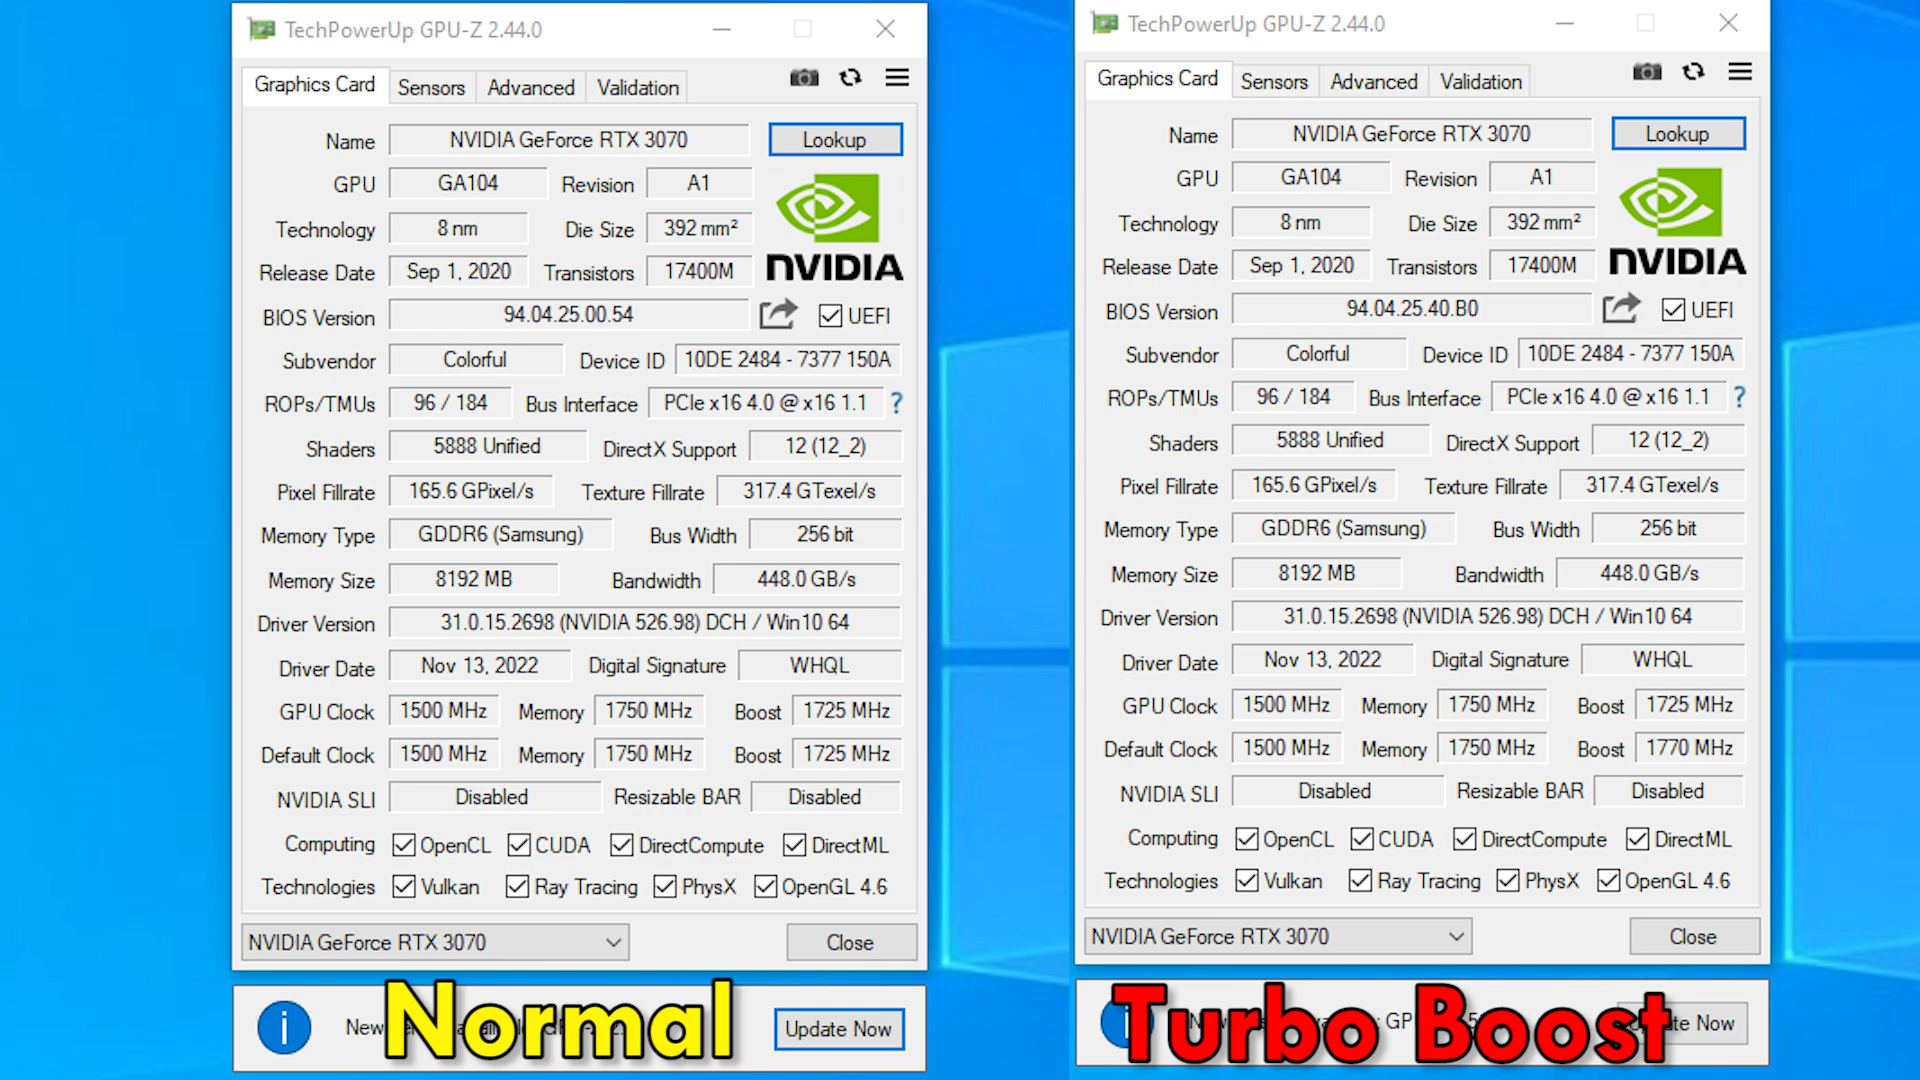 TechPowerUp GPU-Z 2.44.0
Graphics Card Sensors Advanced Validation
Name NVIDIA GeForce RTX 3070 Lookup
GPU GA104 Revision A1
Technology 8 nm Die Size 392 mm²
Release Date Sep 1, 2020 Transistors 17400M
NVIDIA
BIOS Version 94.04.25.00.54 UEFI
Subvendor Colorful Device ID 10DE 2484 - 7377 150A
ROPs/TMUs 96 / 184 Bus Interface PCIe x16 4.0 @ x16 1.1 ?
Shaders 5888 Unified DirectX Support 12 (12_2)
Pixel Fillrate 165.6 GPixel/s Texture Fillrate 317.4 GTexel/s
Memory Type GDDR6 (Samsung) Bus Width 256 bit
Memory Size 8192 MB Bandwidth 448.0 GB/s
Driver Version 31.0.15.2698 (NVIDIA 526.98) DCH / Win10 64
Driver Date Nov 13, 2022 Digital Signature WHQL
GPU Clock 1500 MHz Memory 1750 MHz Boost 1725 MHz
Default Clock 1500 MHz Memory 1750 MHz Boost 1725 MHz
NVIDIA SLI Disabled Resizable BAR Disabled
Computing OpenCL CUDA DirectCompute DirectML
Technologies Vulkan Ray Tracing PhysX OpenGL 4.6
NVIDIA GeForce RTX 3070 Close
Normal
Update Now
TechPowerUp GPU-Z 2.44.0
Graphics Card Sensors Advanced Validation
Name NVIDIA GeForce RTX 3070 Lookup
GPU GA104 Revision A1
Technology 8 nm Die Size 392 mm²
Release Date Sep 1, 2020 Transistors 17400M
NVIDIA
BIOS Version 94.04.25.40.B0 UEFI
Subvendor Colorful Device ID 10DE 2484 - 7377 150A
ROPs/TMUs 96 / 184 Bus Interface PCIe x16 4.0 @ x16 1.1 ?
Shaders 5888 Unified DirectX Support 12 (12_2)
Pixel Fillrate 165.6 GPixel/s Texture Fillrate 317.4 GTexel/s
Memory Type GDDR6 (Samsung) Bus Width 256 bit
Memory Size 8192 MB Bandwidth 448.0 GB/s
Driver Version 31.0.15.2698 (NVIDIA 526.98) DCH / Win10 64
Driver Date Nov 13, 2022 Digital Signature WHQL
GPU Clock 1500 MHz Memory 1750 MHz Boost 1725 MHz
Default Clock 1500 MHz Memory 1750 MHz Boost 1770 MHz
NVIDIA SLI Disabled Resizable BAR Disabled
Computing OpenCL CUDA DirectCompute DirectML
Technologies Vulkan Ray Tracing PhysX OpenGL 4.6
NVIDIA GeForce RTX 3070 Close
Turbo Boost
Now